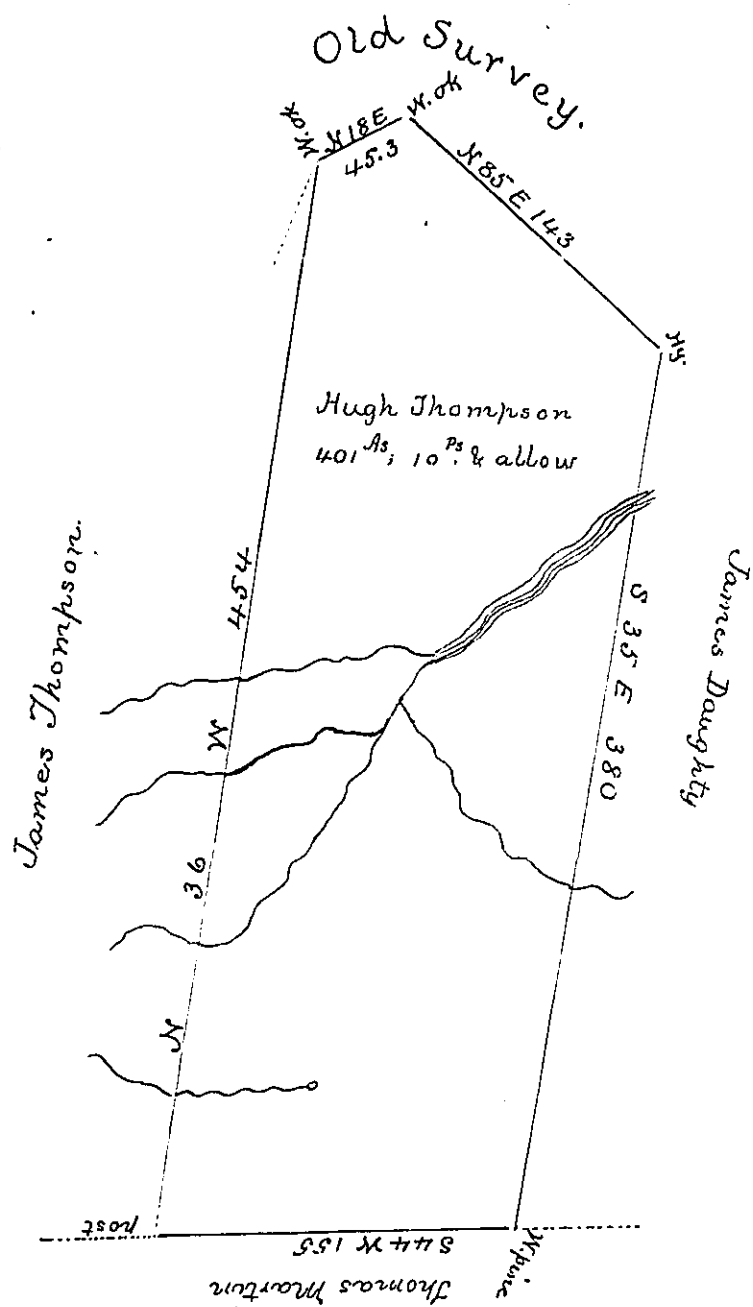 Old Survey.
W.ok
N18E
45.3
W.ok
N85E 143
Hy.
Hugh Thompson
401 As; 10 Ps. & allow
James Thompson.
N 36 W 454
S 35 E 380
James Daughty
post
S44W 155
W.pine
Thomas Martin